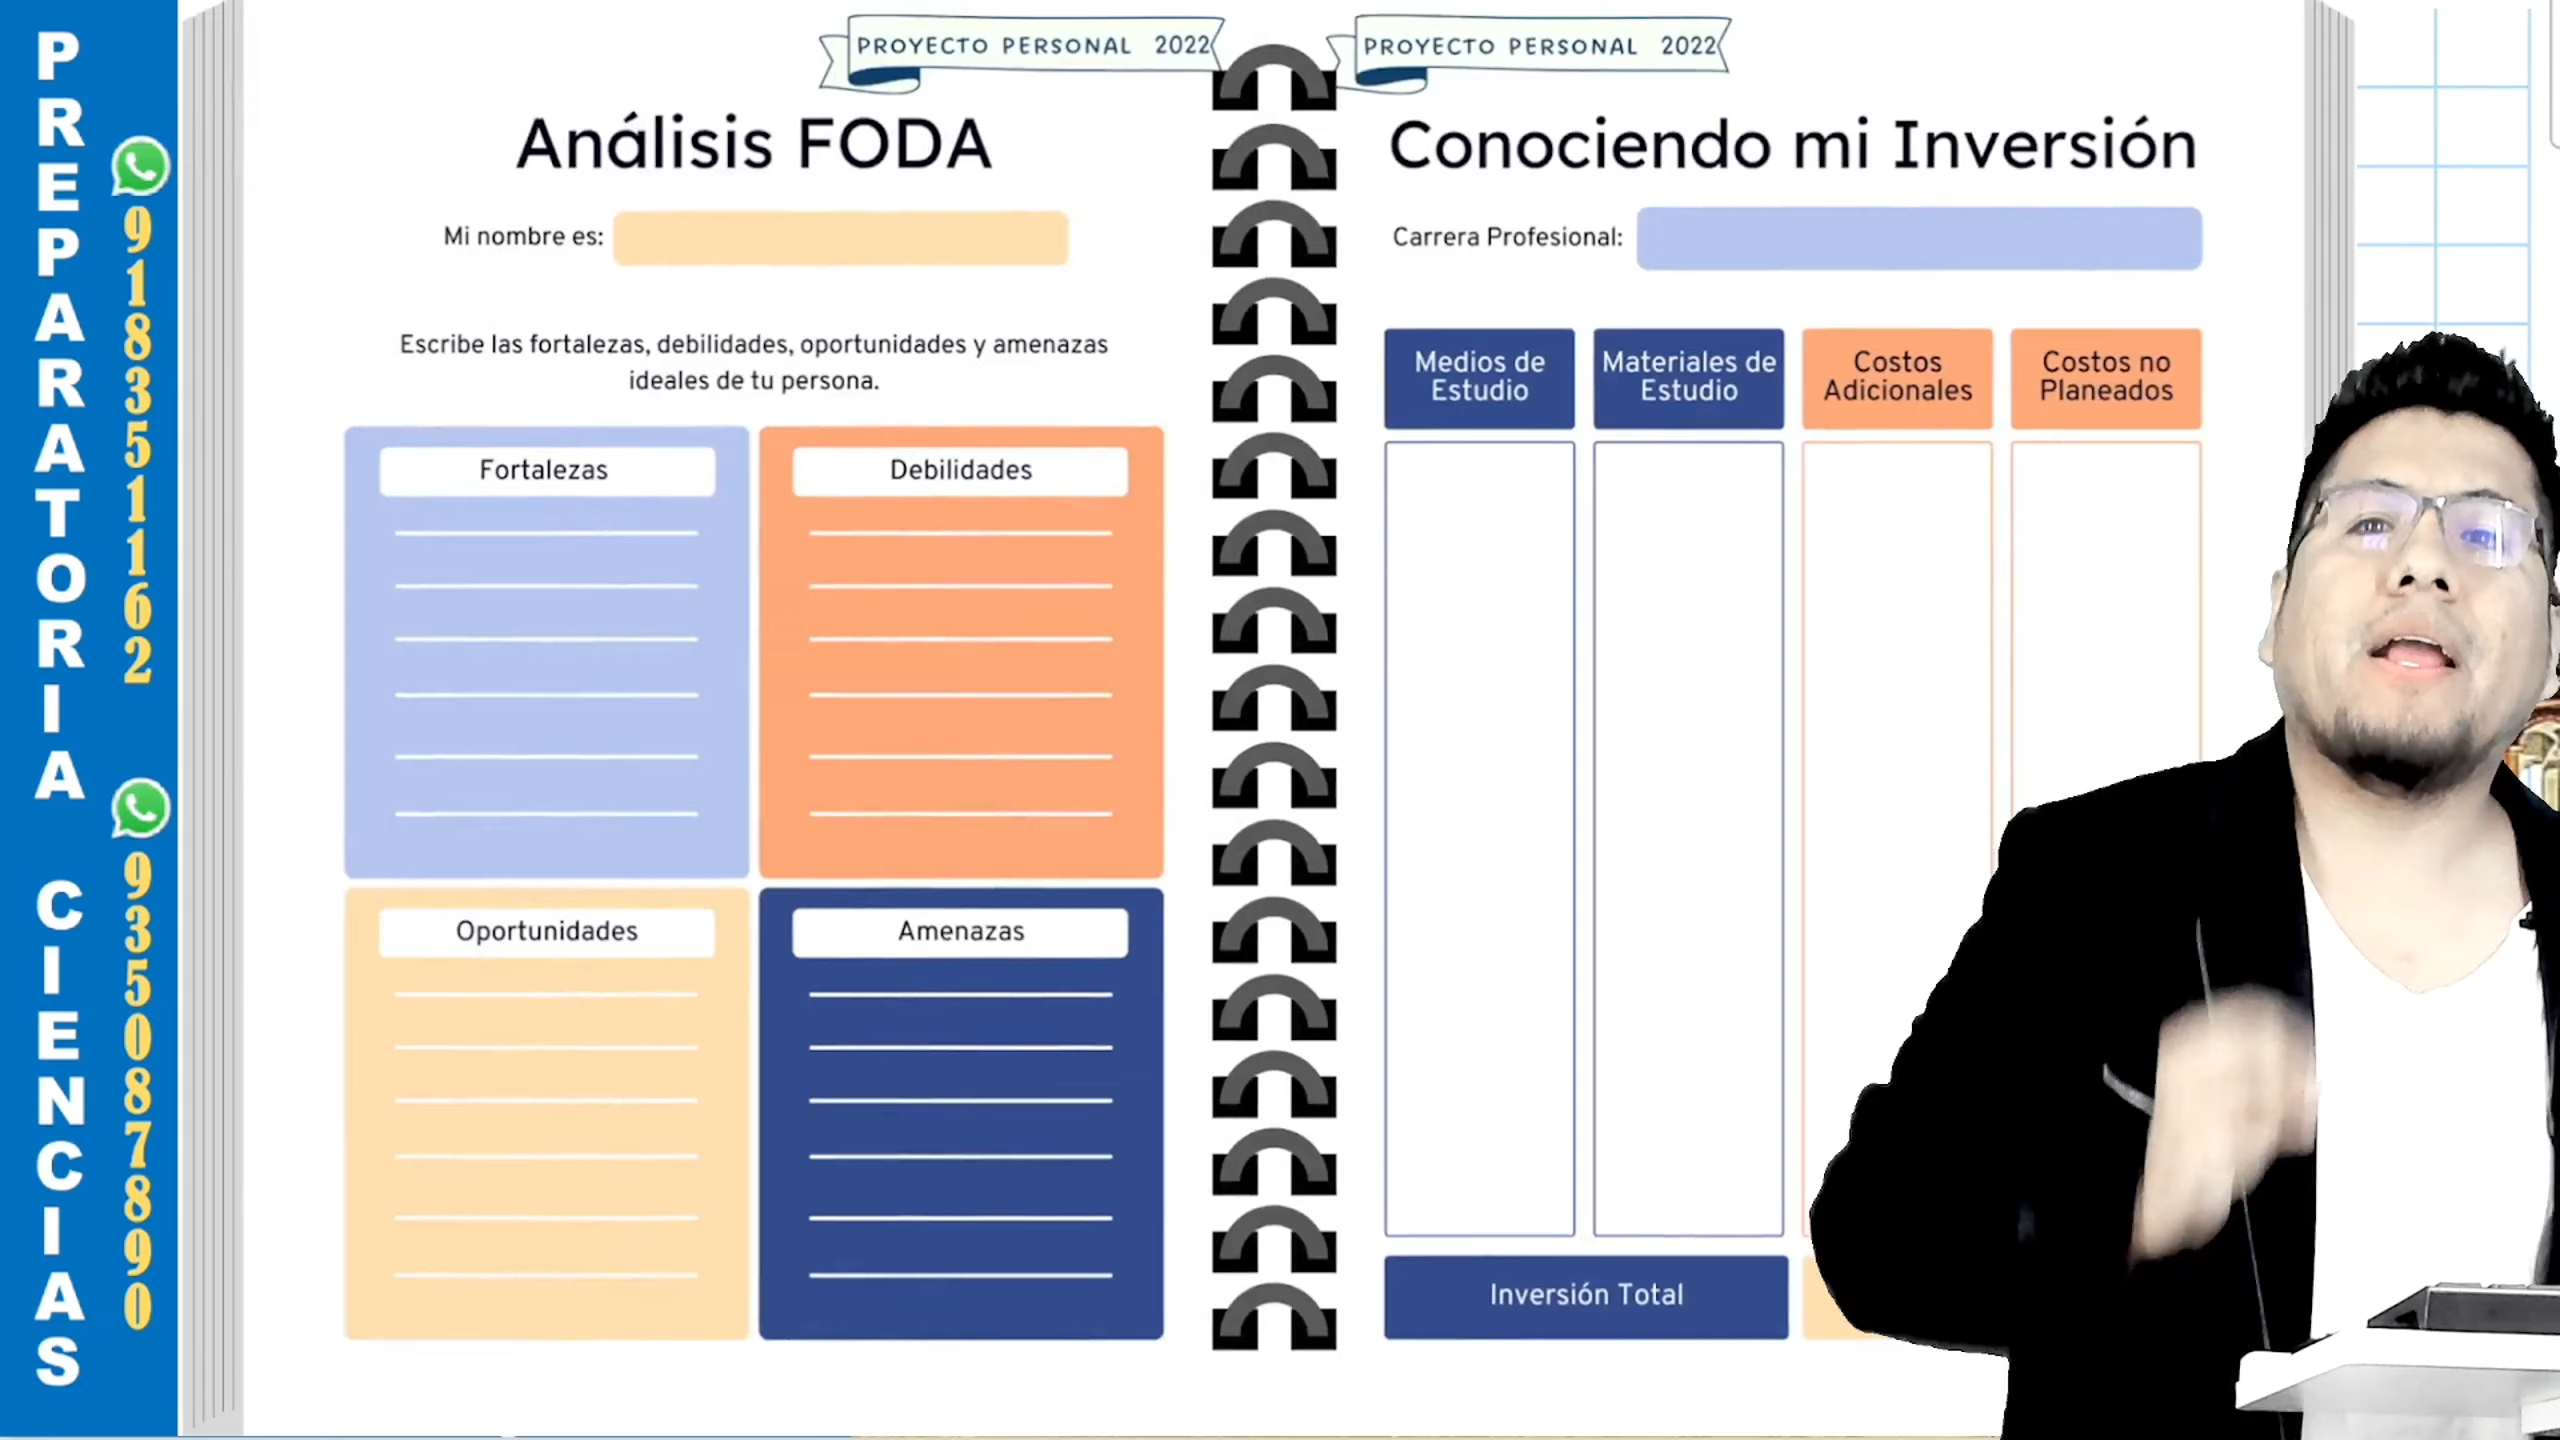 PREPARATORIA CIENCIAS
918351162
935087890
PROYECTO PERSONAL 2022
Análisis FODA
Mi nombre es:
Escribe las fortalezas, debilidades, oportunidades y amenazas
ideales de tu persona.
Fortalezas
Debilidades
Oportunidades
Amenazas
PROYECTO PERSONAL 2022
Conociendo mi Inversión
Carrera Profesional:
Medios de
Estudio
Materiales de
Estudio
Costos
Adicionales
Costos no
Planeados
Inversión Total